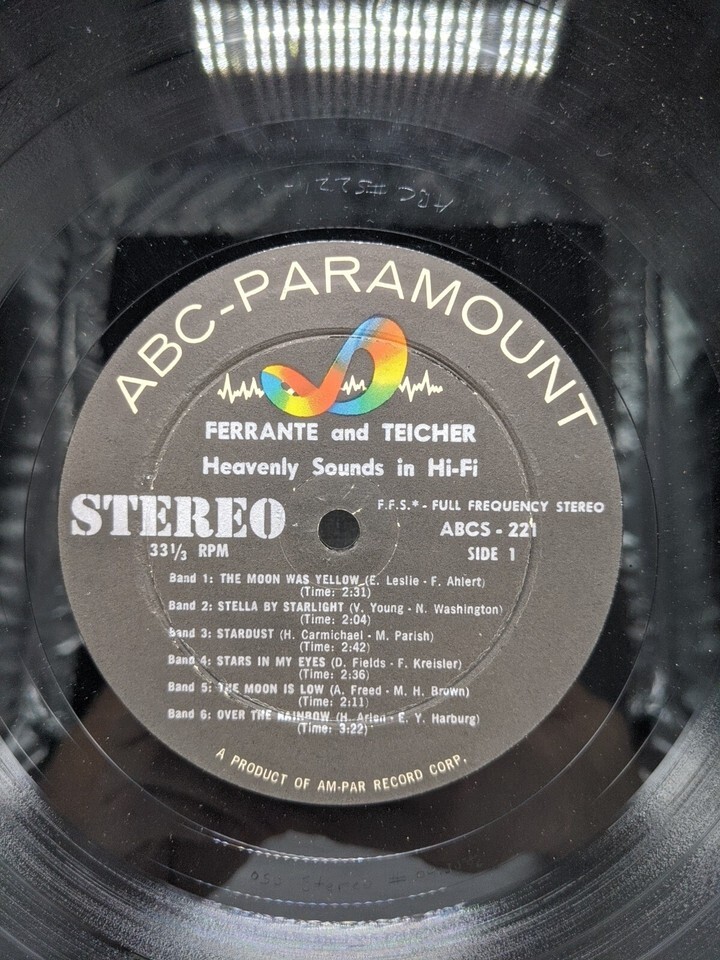 ABC-PARAMOUNT
FERRANTE and TEICHER
Heavenly Sounds in Hi-Fi
STEREO
33⅓ RPM
F.F.S.* - FULL FREQUENCY STEREO
ABCS - 221
SIDE 1
Band 1: THE MOON WAS YELLOW (E. Leslie - F. Ahlert)
(Time: 2:31)
Band 2: STELLA BY STARLIGHT (V. Young - N. Washington)
(Time: 2:04)
Band 3: STARDUST (H. Carmichael - M. Parish)
(Time: 2:42)
Band 4: STARS IN MY EYES (D. Fields - F. Kreisler)
(Time: 2:36)
Band 5: THE MOON IS LOW (A. Freed - M. H. Brown)
(Time: 2:11)
Band 6: OVER THE RAINBOW (H. Arlen - E. Y. Harburg)
(Time: 3:22)
A PRODUCT OF AM-PAR RECORD CORP.